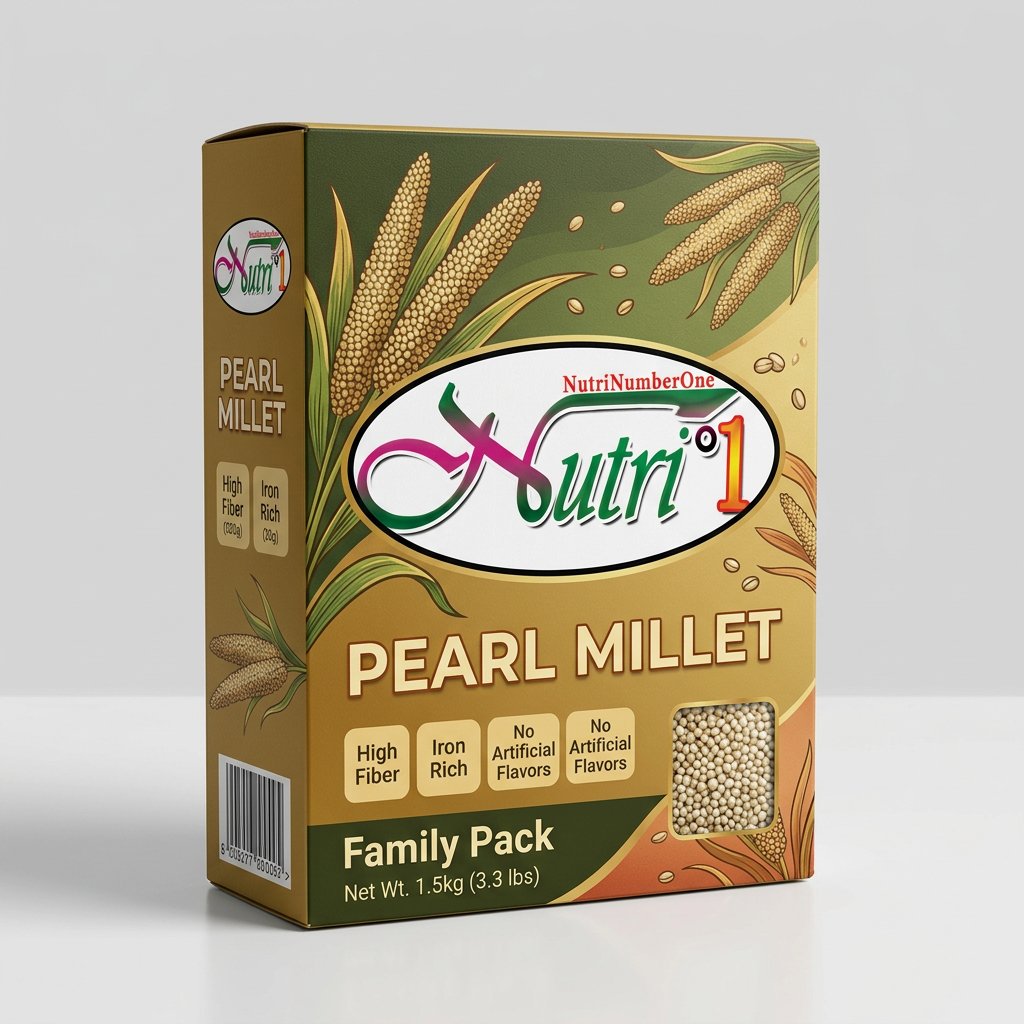 Nutri°1
PEARL
MILLET
High
Fiber
Iron
Rich
(20g)
NutriNumberOne
Nutri°1
PEARL MILLET
High
Fiber
Iron
Rich
No
Artificial
Flavors
No
Artificial
Flavors
Family Pack
Net Wt. 1.5kg (3.3 lbs)